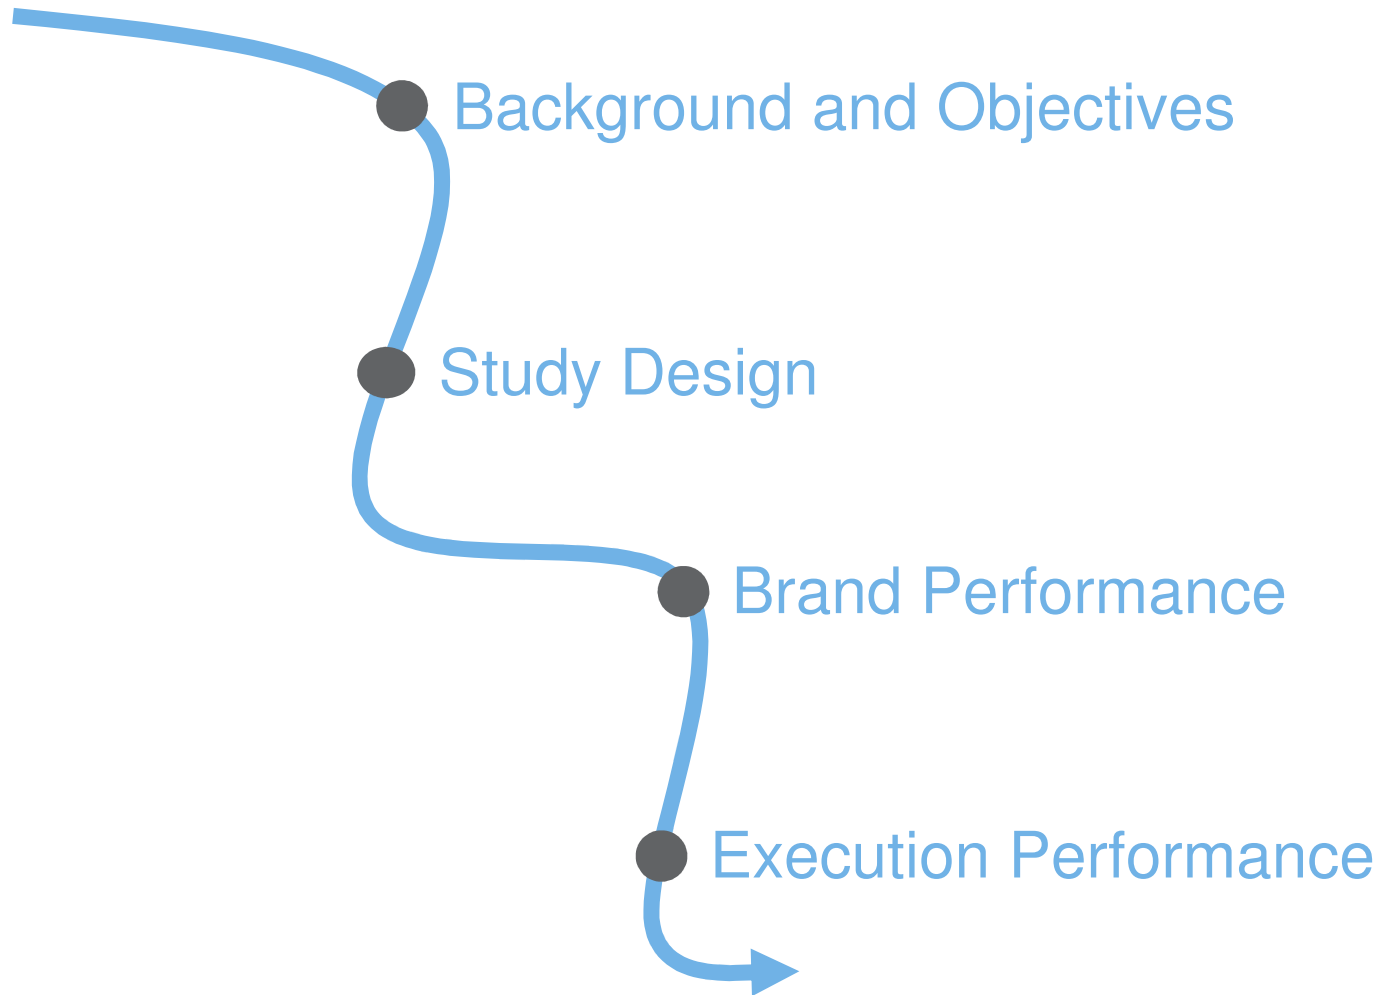 Background and Objectives
Study Design
Brand Performance
Execution Performance